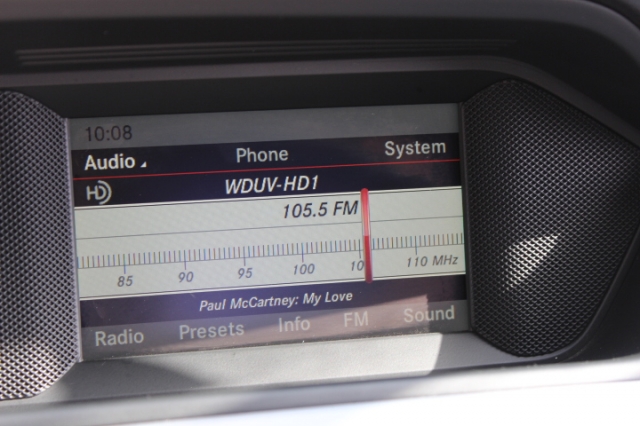 10:08
Audio Phone System
HD WDUV-HD1
105.5 FM
85 90 95 100 10 110 MHz
Paul McCartney: My Love
Radio Presets Info FM Sound